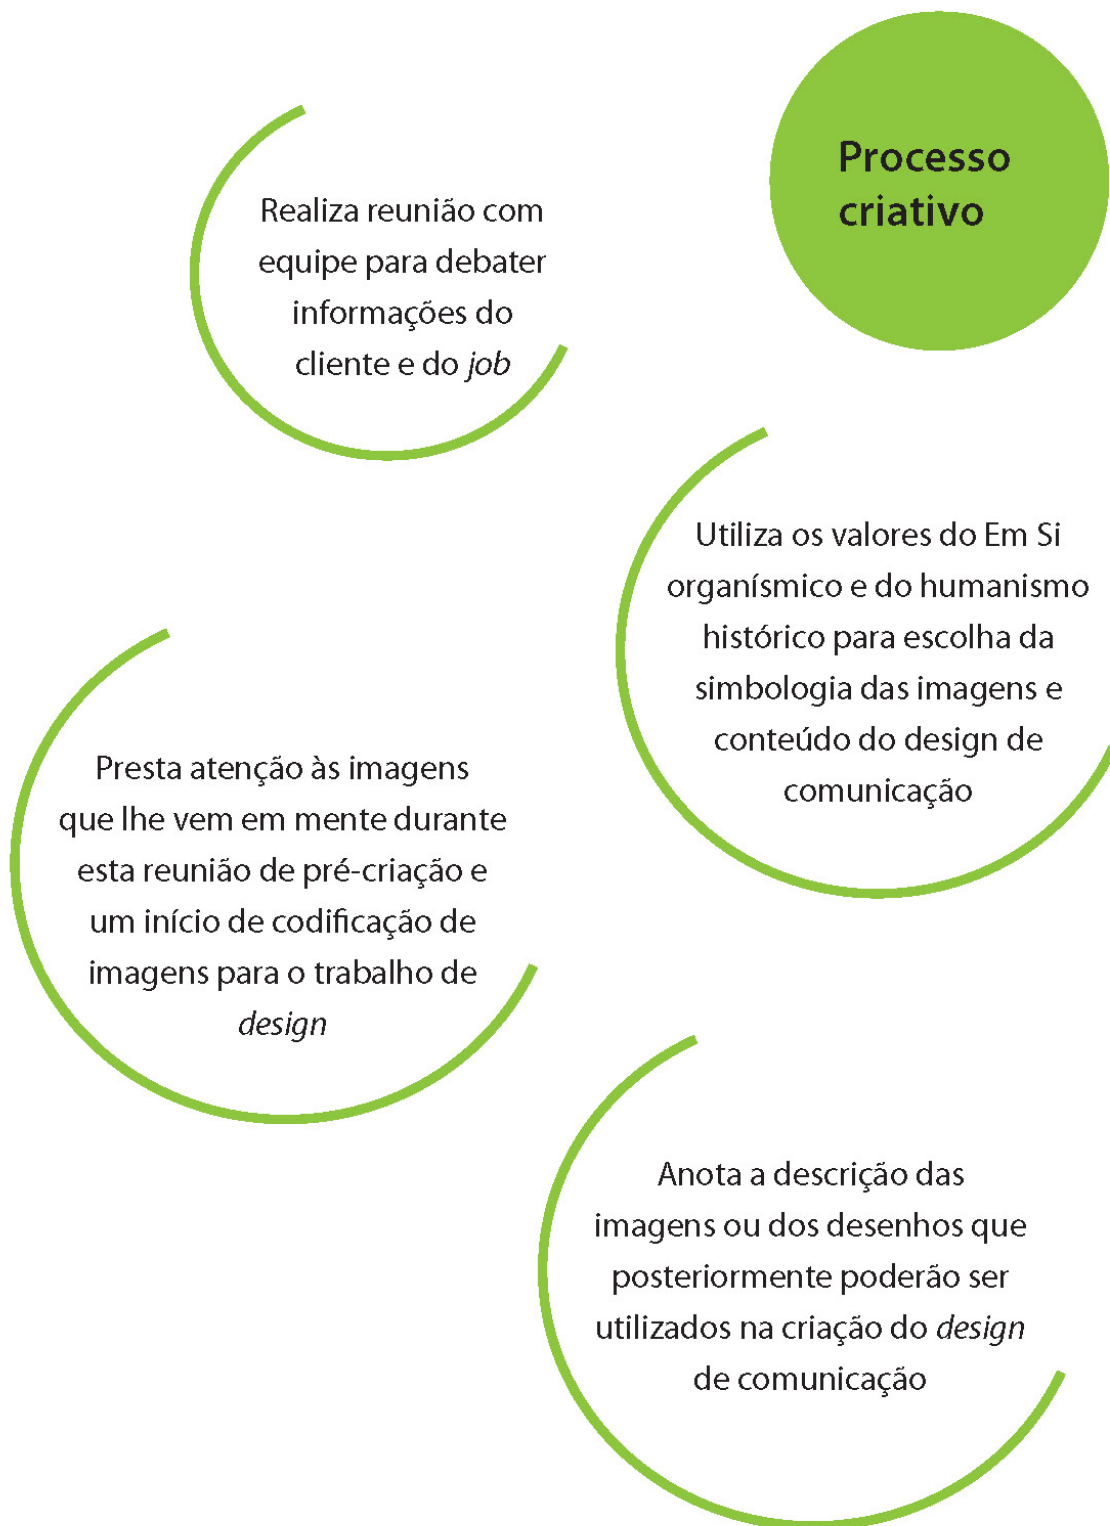 Processo
criativo
Realiza reunião com
equipe para debater
informações do
cliente e do job
Utiliza os valores do Em Si
organísmico e do humanismo
histórico para escolha da
simbologia das imagens e
conteúdo do design de
comunicação
Presta atenção às imagens
que lhe vem em mente durante
esta reunião de pré-criação e
um início de codificação de
imagens para o trabalho de
design
Anota a descrição das
imagens ou dos desenhos que
posteriormente poderão ser
utilizados na criação do design
de comunicação